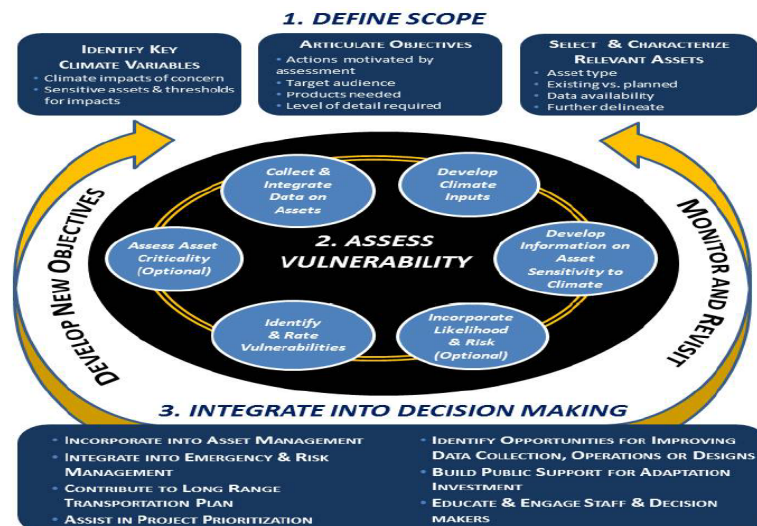 1. DEFINE SCOPE
IDENTIFY KEY
CLIMATE VARIABLES
• Climate impacts of concern
• Sensitive assets & thresholds
for impacts
ARTICULATE OBJECTIVES
• Actions motivated by
assessment
• Target audience
• Products needed
• Level of detail required
SELECT & CHARACTERIZE
RELEVANT ASSETS
• Asset type
• Existing vs. planned
• Data availability
• Further delineate
DEVELOP NEW OBJECTIVES
MONITOR AND REVISIT
2. ASSESS
VULNERABILITY
Collect &
Integrate
Data on
Assets
Develop
Climate
Inputs
Develop
Information on
Asset
Sensitivity to
Climate
Incorporate
Likelihood
& Risk
(Optional)
Identify
& Rate
Vulnerabilities
Assess Asset
Criticality
(Optional)
3. INTEGRATE INTO DECISION MAKING
• INCORPORATE INTO ASSET MANAGEMENT
• INTEGRATE INTO EMERGENCY & RISK
MANAGEMENT
• CONTRIBUTE TO LONG RANGE
TRANSPORTATION PLAN
• ASSIST IN PROJECT PRIORITIZATION
• IDENTIFY OPPORTUNITIES FOR IMPROVING
DATA COLLECTION, OPERATIONS OR DESIGNS
• BUILD PUBLIC SUPPORT FOR ADAPTATION
INVESTMENT
• EDUCATE & ENGAGE STAFF & DECISION
MAKERS